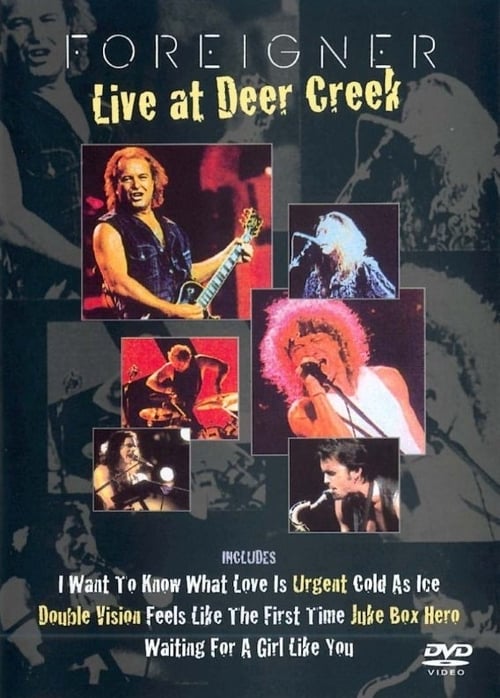 FOREIGNER
Live at Deer Creek
INCLUDES
I Want To Know What Love Is Urgent Cold As Ice
Double Vision Feels Like The First Time Juke Box Hero
Waiting For A Girl Like You
DVD
VIDEO